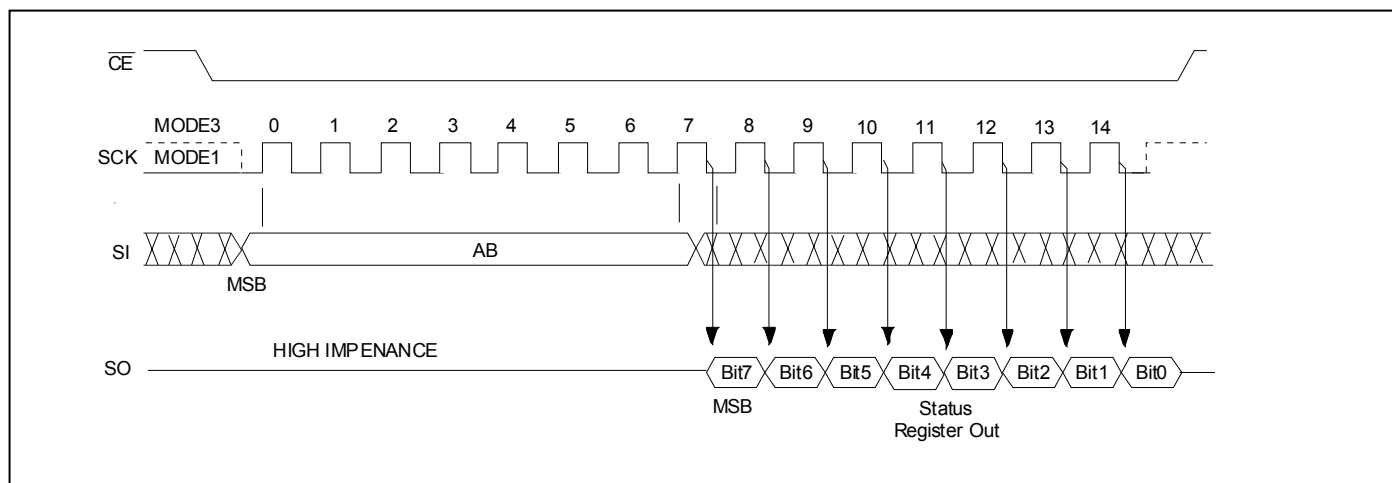 CE
MODE3 0 1 2 3 4 5 6 7 8 9 10 11 12 13 14
SCK MODE1
SI AB
MSB
HIGH IMPENANCE
SO Bit7 Bit6 Bit5 Bit4 Bit3 Bit2 Bit1 Bit0
MSB Status
Register Out